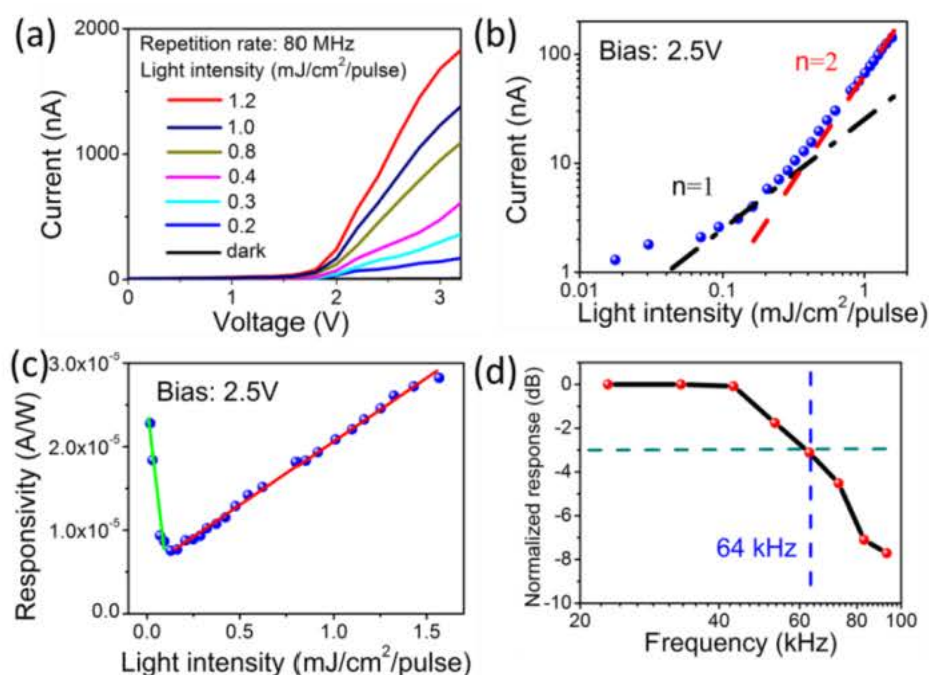 (a)
2000
1000
0
Current (nA)
Repetition rate: 80 MHz
Light intensity (mJ/cm²/pulse)
1.2
1.0
0.8
0.4
0.3
0.2
dark
0 1 2 3
Voltage (V)
(b)
100
10
1
Current (nA)
Bias: 2.5V
n=2
n=1
0.01 0.1 1
Light intensity (mJ/cm²/pulse)
(c)
3.0x10⁻⁵
2.0x10⁻⁵
1.0x10⁻⁵
0.0
Responsivity (A/W)
Bias: 2.5V
0.0 0.5 1.0 1.5
Light intensity (mJ/cm²/pulse)
(d)
0
-2
-4
-6
-8
-10
Normalized response (dB)
64 kHz
20 40 60 80 100
Frequency (kHz)